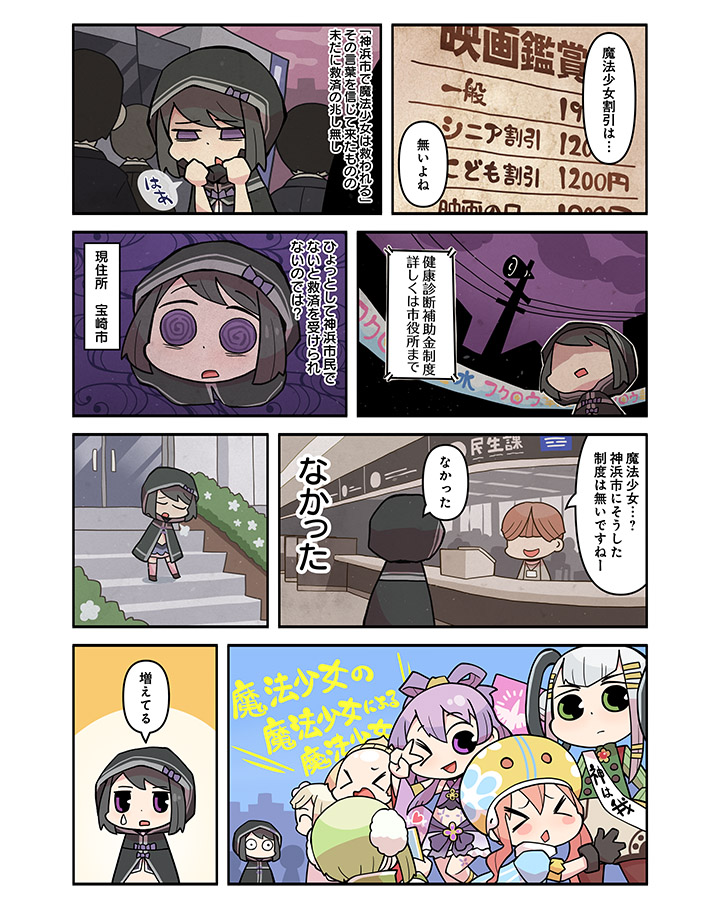 魔法少女割引は…
映画鑑賞
一般
シニア割引
こども割引 1200円
映画の日
無いよね
「神浜市で魔法少女は救われる」
その言葉を信じて来たものの
未だに救済の兆し無し
はぁ
健康診断補助金制度
詳しくは市役所まで
水
フクロウ
フクロウ
ひょっとして神浜市民で
ないと救済を受けられ
ないのでは？
現住所 宝崎市
魔法少女…？
神浜市にそうした
制度は無いですねー
民生課
なかった
なかった
魔法少女の
魔法少女による
魔法少女
神は
増えてる